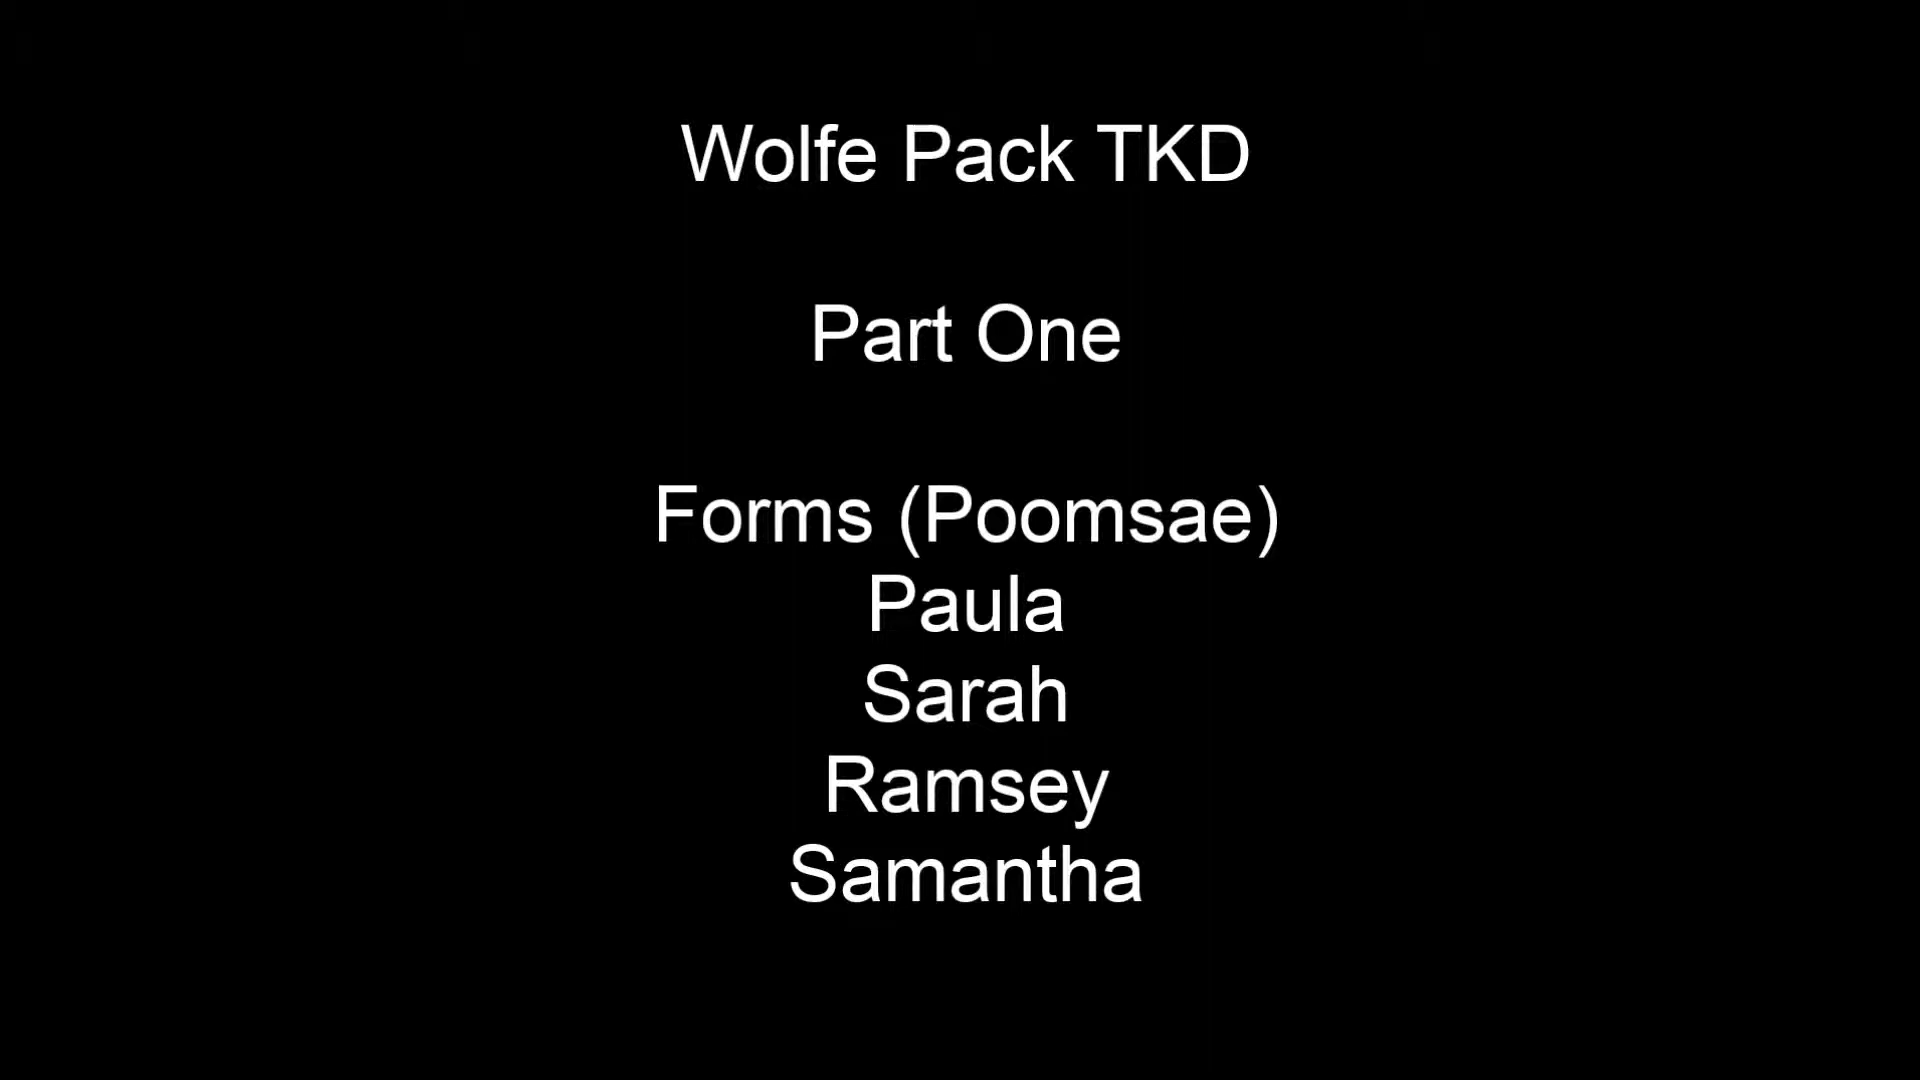 Wolfe Pack TKD
Part One
Forms (Poomsae)
Paula
Sarah
Ramsey
Samantha